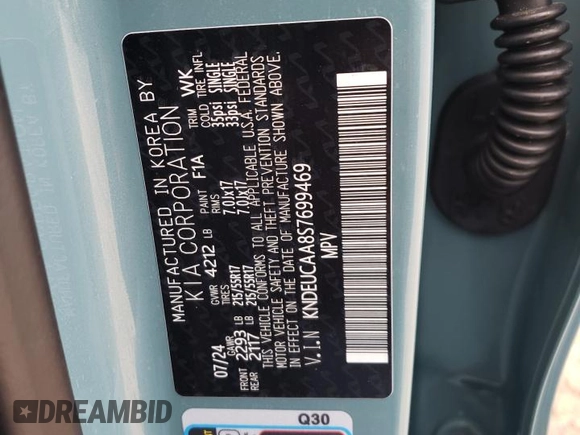 MANUFACTURED IN KOREA BY
KIA CORPORATION
07/24 GVWR 4212 LB PAINT F1A TRIM WK
GAWR TIRES RIMS COLD TIRE INFL
FRONT 2293 LB 215/55R17 7.0Jx17 35psi SINGLE
REAR 2117 LB 215/55R17 7.0Jx17 33psi SINGLE
THIS VEHICLE CONFORMS TO ALL APPLICABLE U.S.A. FEDERAL
MOTOR VEHICLE SAFETY AND THEFT PREVENTION STANDARDS
IN EFFECT ON THE DATE OF MANUFACTURE SHOWN ABOVE.
V.I.N KNDEUCAA8S7699469
MPV
Q30
DREAMBID